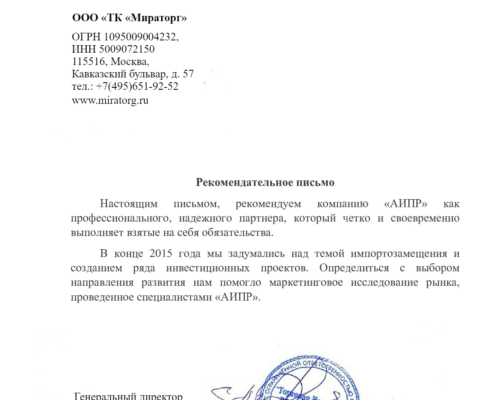 ООО «ТК «Мираторг»
ОГРН 1095009004232,
ИНН 5009072150
115516, Москва,
Кавказский бульвар, д. 57
тел.: +7(495)651-92-52
www.miratorg.ru
Рекомендательное письмо
Настоящим письмом, рекомендуем компанию «АИПР» как
профессионального, надежного партнера, который четко и своевременно
выполняет взятые на себя обязательства.
В конце 2015 года мы задумались над темой импортозамещения и
созданием ряда инвестиционных проектов. Определиться с выбором
направления развития нам помогло маркетинговое исследование рынка,
проведенное специалистами «АИПР».
Генеральный директор